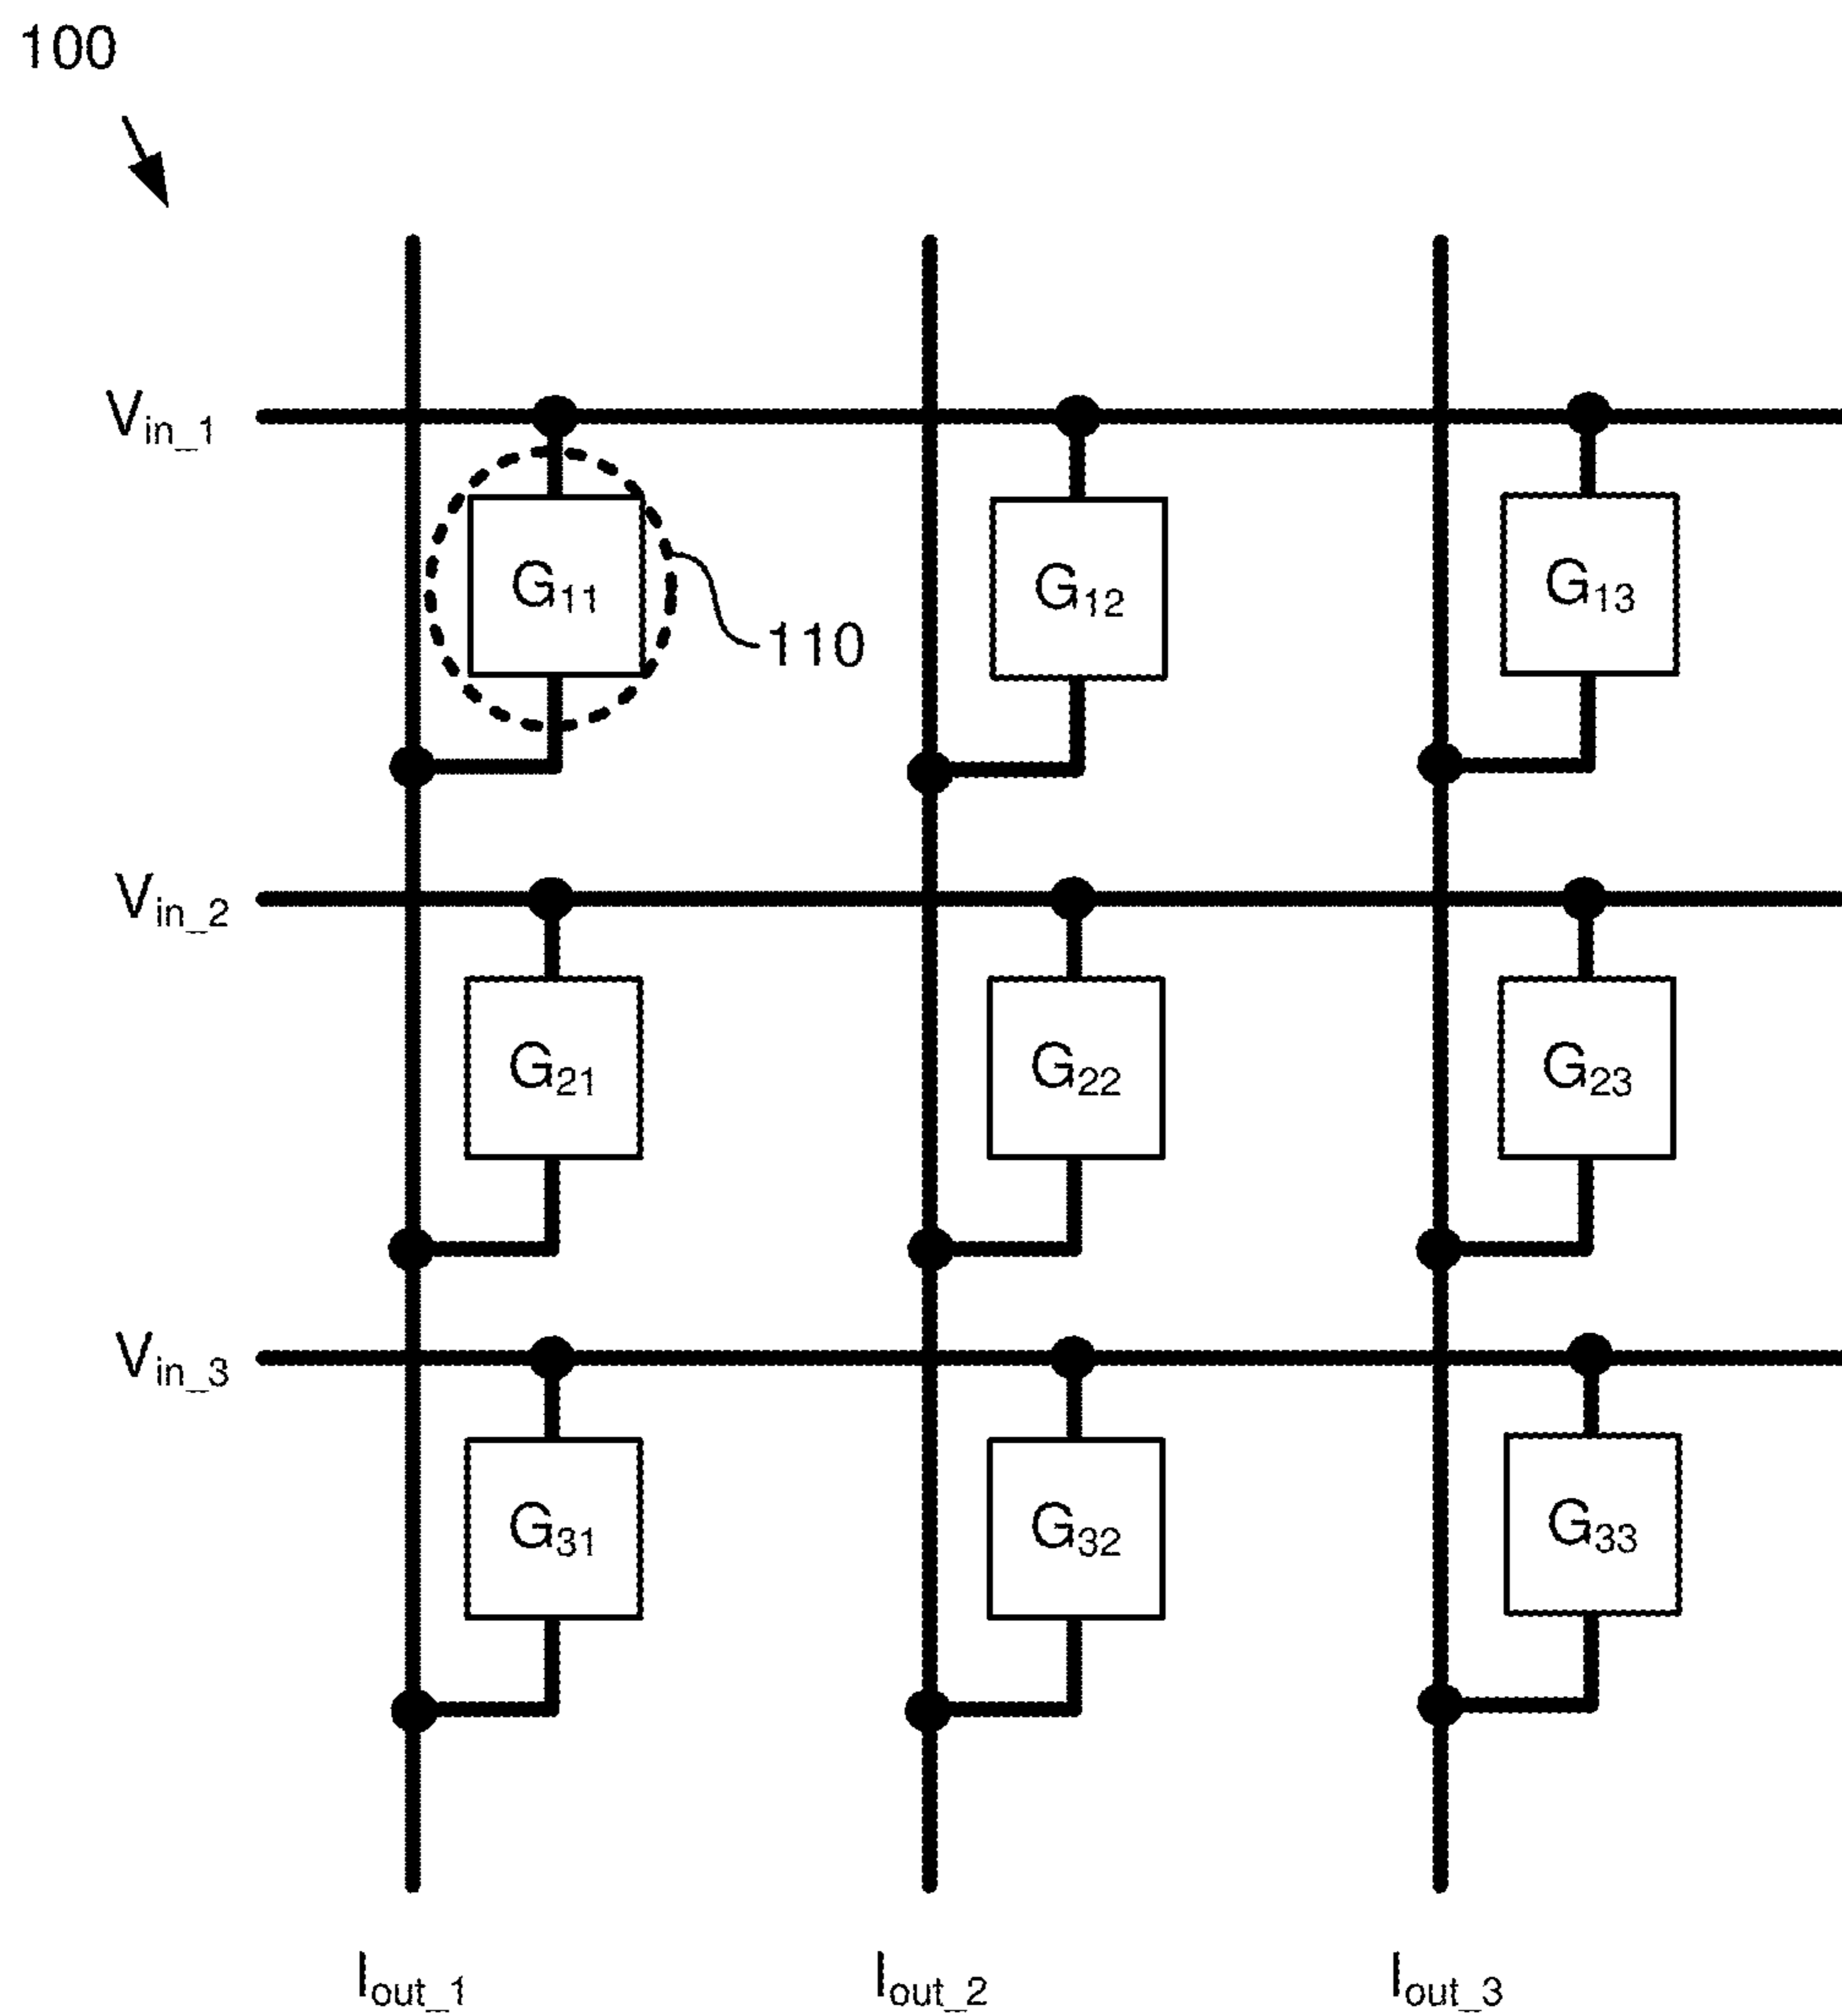 100
V_in_1
G11 G12 G13
110
V_in_2
G21 G22 G23
V_in_3
G31 G32 G33
I_out_1 I_out_2 I_out_3